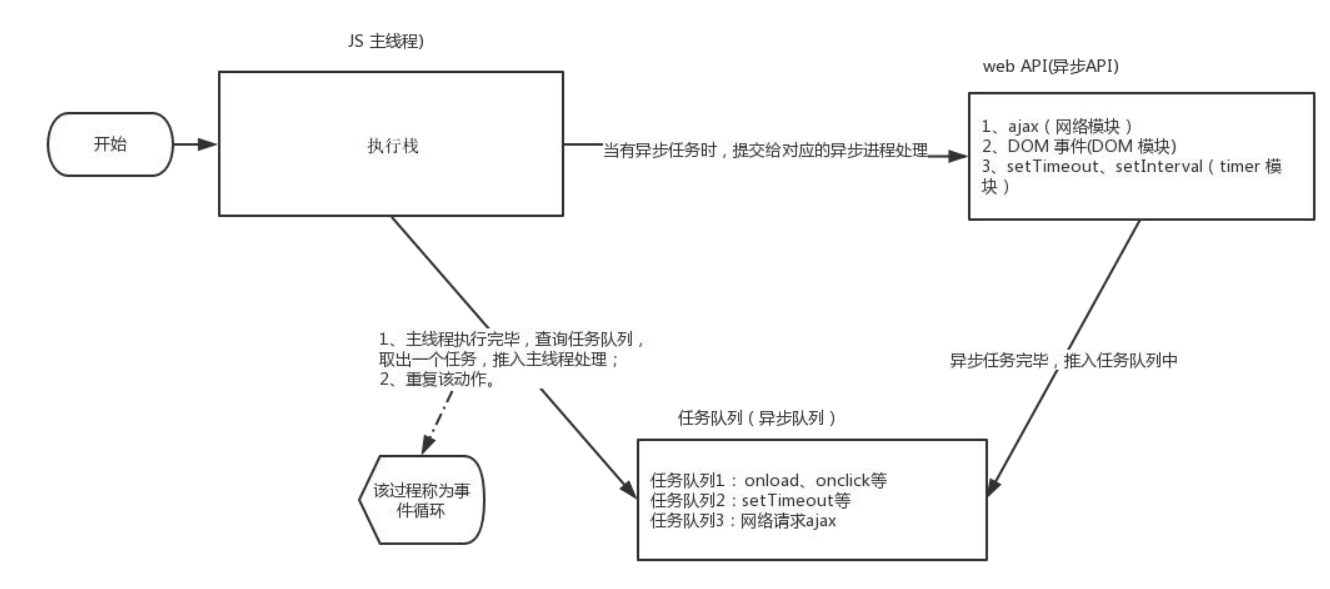 JS 主线程)
web API(异步API)
开始
执行栈
当有异步任务时，提交给对应的异步进程处理
1、ajax（网络模块）
2、DOM 事件(DOM 模块)
3、setTimeout、setInterval（timer 模
块）
1、主线程执行完毕，查询任务队列，
取出一个任务，推入主线程处理；
2、重复该动作。
异步任务完毕，推入任务队列中
任务队列（异步队列）
该过程称为事
件循环
任务队列1：onload、onclick等
任务队列2：setTimeout等
任务队列3：网络请求ajax